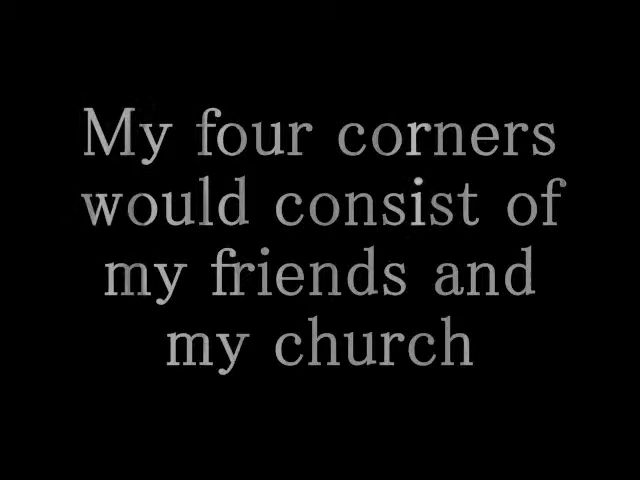 My four corners
would consist of
my friends and
my church